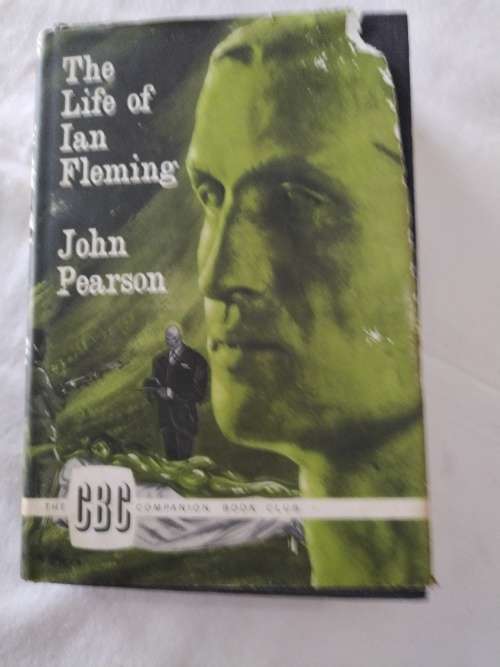 The
Life of
Ian
Fleming
John
Pearson
THE CBC COMPANION BOOK CLUB